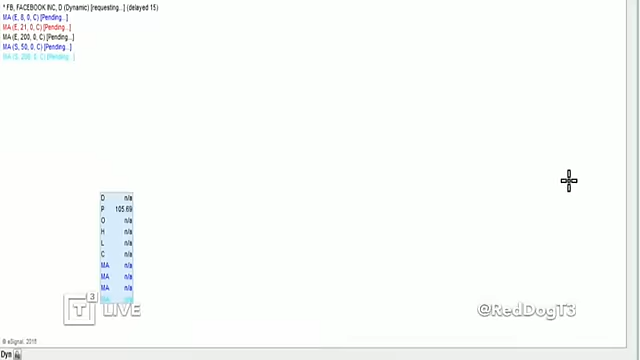 * FB, FACEBOOK INC, D (Dynamic) [requesting...] (delayed 15)
MA (E, 8, 0, C) [Pending...]
MA (E, 21, 0, C) [Pending...]
MA (E, 200, 0, C) [Pending...]
MA (S, 50, 0, C) [Pending...]
MA (S, 200, 0, C) [Pending...]
D n/a
P 105.69
O n/a
H n/a
L n/a
C n/a
MA n/a
MA n/a
MA n/a
T3 LIVE
@RedDogT3
© eSignal, 2015
Dyn